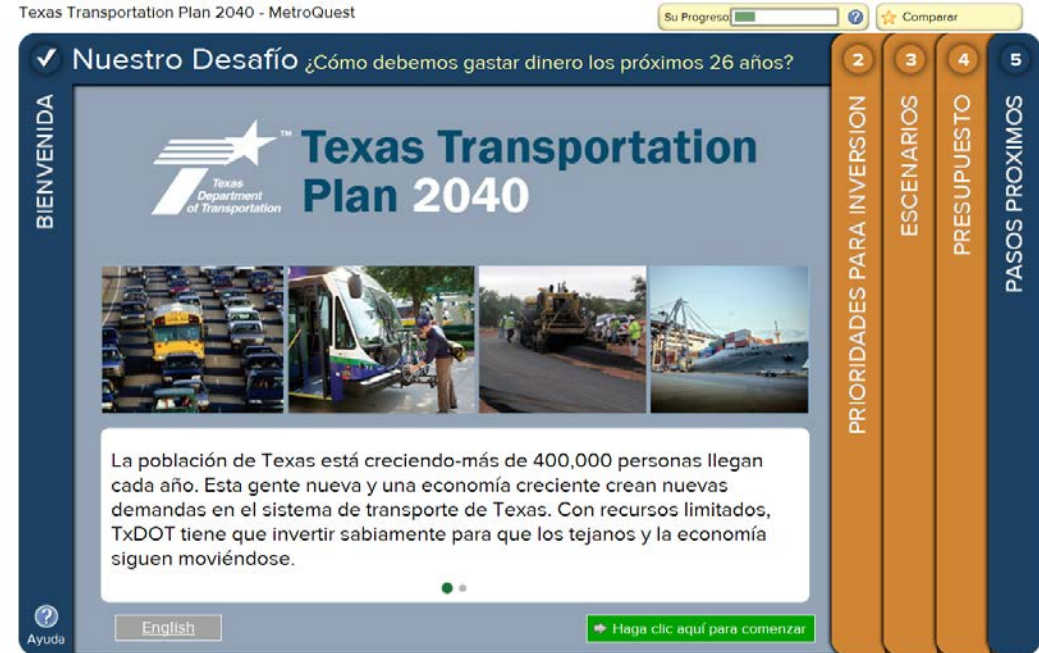 Texas Transportation Plan 2040 - MetroQuest
Su Progreso:
?
Comparar
Nuestro Desafío ¿Cómo debemos gastar dinero los próximos 26 años?
BIENVENIDA
Texas Transportation
Plan 2040
TM
Texas
Department
of Transportation
La población de Texas está creciendo-más de 400,000 personas llegan
cada año. Esta gente nueva y una economía creciente crean nuevas
demandas en el sistema de transporte de Texas. Con recursos limitados,
TxDOT tiene que invertir sabiamente para que los tejanos y la economía
siguen moviéndose.
?
Ayuda
English
Haga clic aquí para comenzar
2
PRIORIDADES PARA INVERSION
3
ESCENARIOS
4
PRESUPUESTO
5
PASOS PROXIMOS